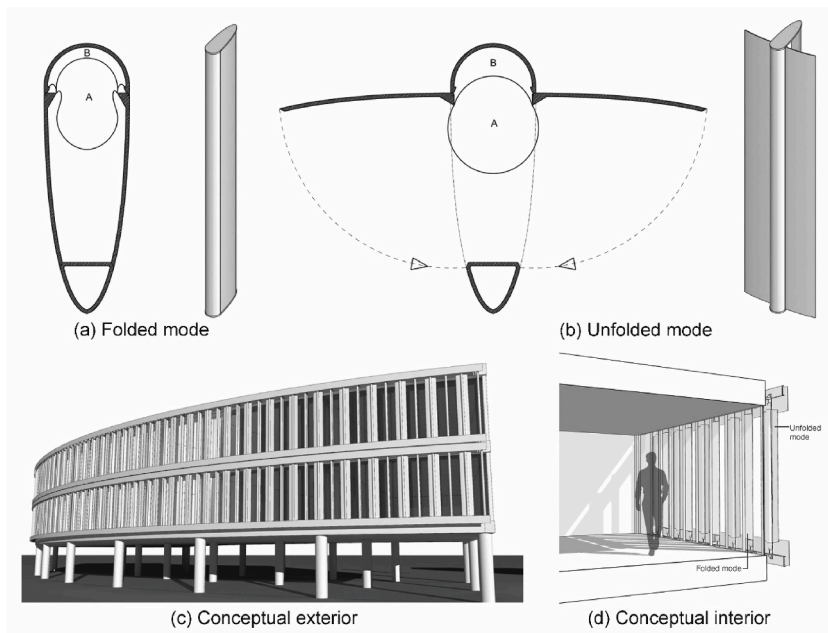 B
A
B
A
(a) Folded mode
(b) Unfolded mode
Unfolded
mode
Folded mode
(c) Conceptual exterior
(d) Conceptual interior